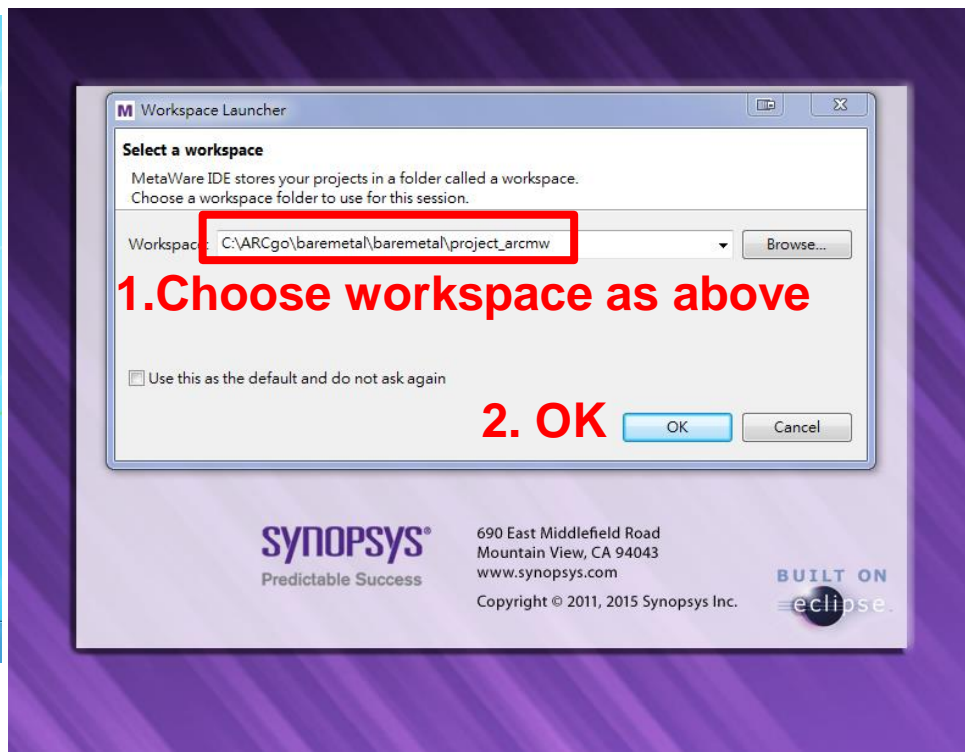 M Workspace Launcher
Select a workspace
MetaWare IDE stores your projects in a folder called a workspace.
Choose a workspace folder to use for this session.
Workspace: C:\ARCgo\baremetal\baremetal\project_arcmw Browse...
1.Choose workspace as above
Use this as the default and do not ask again
2. OK OK Cancel
SYNOPSYS®
Predictable Success
690 East Middlefield Road
Mountain View, CA 94043
www.synopsys.com
Copyright © 2011, 2015 Synopsys Inc.
BUILT ON
eclipse.